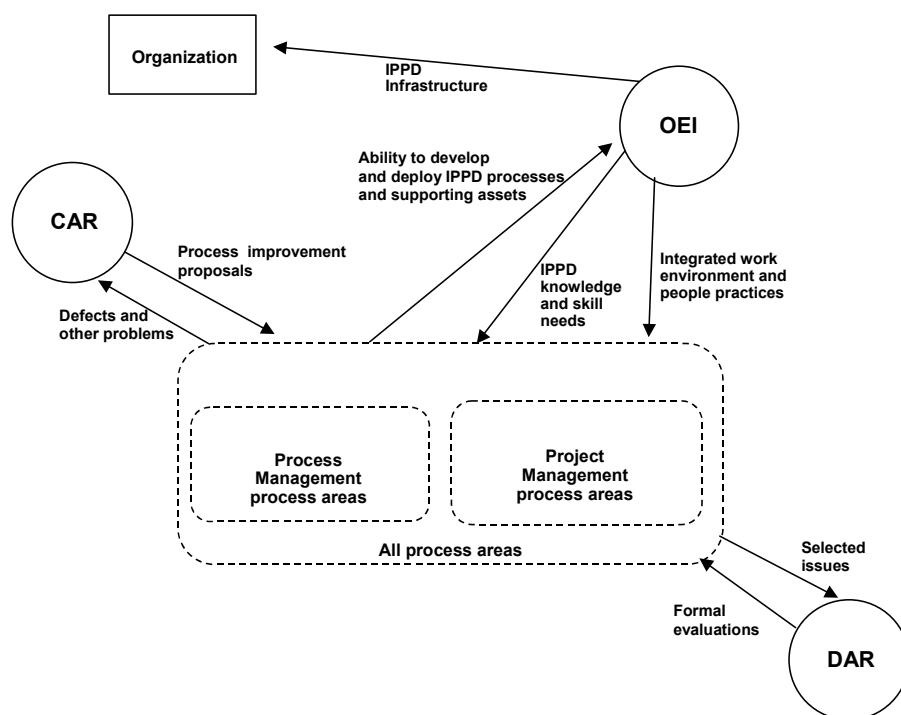 Organization
IPPD
Infrastructure
OEI
Ability to develop
and deploy IPPD processes
and supporting assets
CAR
Process improvement
proposals
Integrated work
environment and
people practices
IPPD
knowledge
and skill
needs
Defects and
other problems
Process
Management
process areas
Project
Management
process areas
All process areas
Selected
issues
Formal
evaluations
DAR